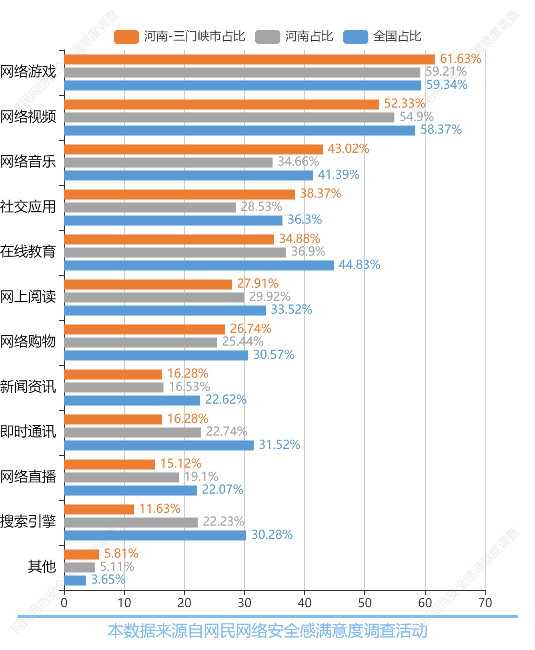 河南-三门峡市占比 河南占比 全国占比
网络游戏 61.63% 59.21% 59.34%
网络视频 52.33% 54.9% 58.37%
网络音乐 43.02% 34.66% 41.39%
社交应用 38.37% 28.53% 36.3%
在线教育 34.88% 36.9% 44.83%
网上阅读 27.91% 29.92% 33.52%
网络购物 26.74% 25.44% 30.57%
新闻资讯 16.28% 16.53% 22.62%
即时通讯 16.28% 22.74% 31.52%
网络直播 15.12% 19.1% 22.07%
搜索引擎 11.63% 22.23% 30.28%
其他 5.81% 5.11% 3.65%
0 10 20 30 40 50 60 70
本数据来源自网民网络安全感满意度调查活动